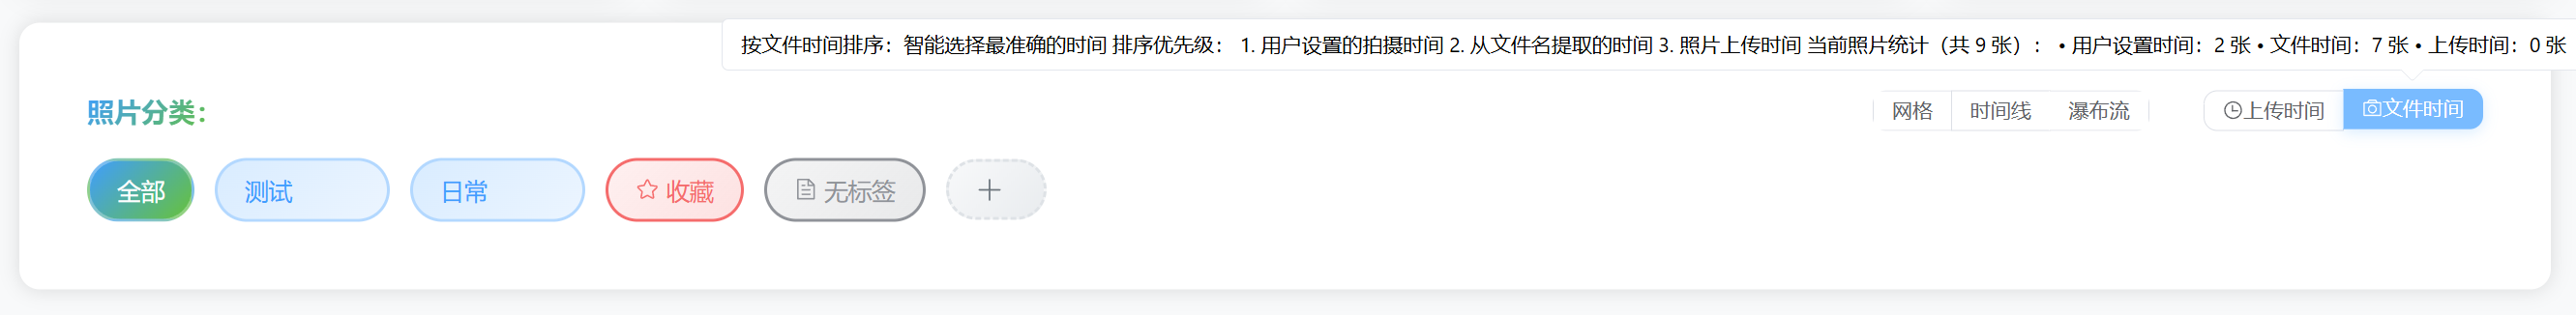 按文件时间排序：智能选择最准确的时间 排序优先级： 1. 用户设置的拍摄时间 2. 从文件名提取的时间 3. 照片上传时间 当前照片统计（共 9 张）： • 用户设置时间：2 张 • 文件时间：7 张 • 上传时间：0 张
照片分类： 网格 时间线 瀑布流 上传时间 文件时间
全部 测试 日常 收藏 无标签 +